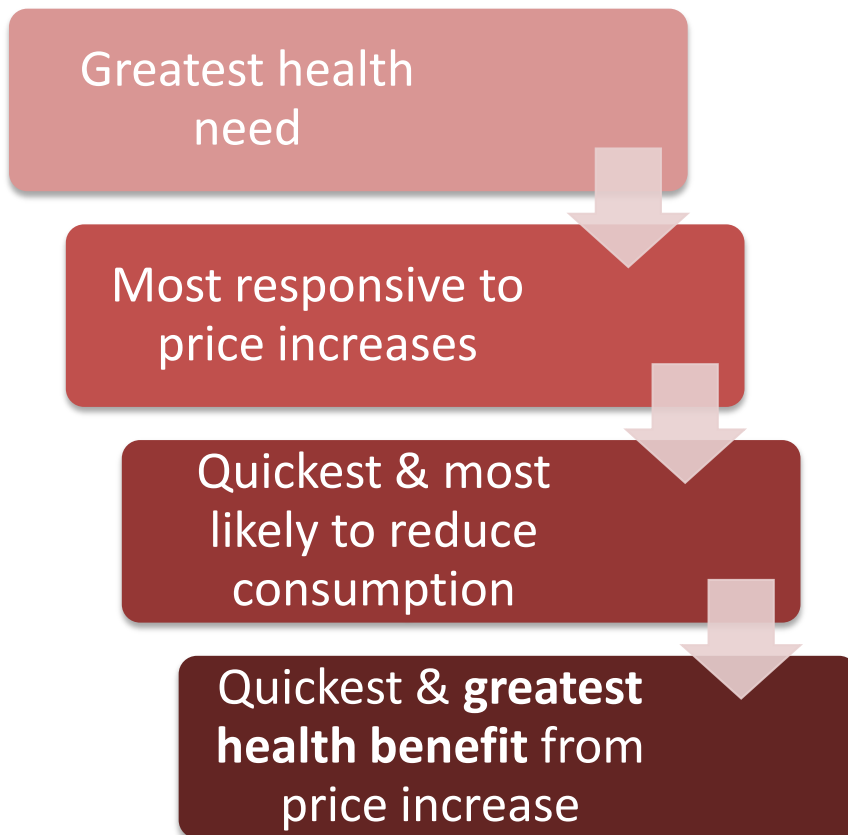 Greatest health
need
Most responsive to
price increases
Quickest & most
likely to reduce
consumption
Quickest & greatest
health benefit from
price increase